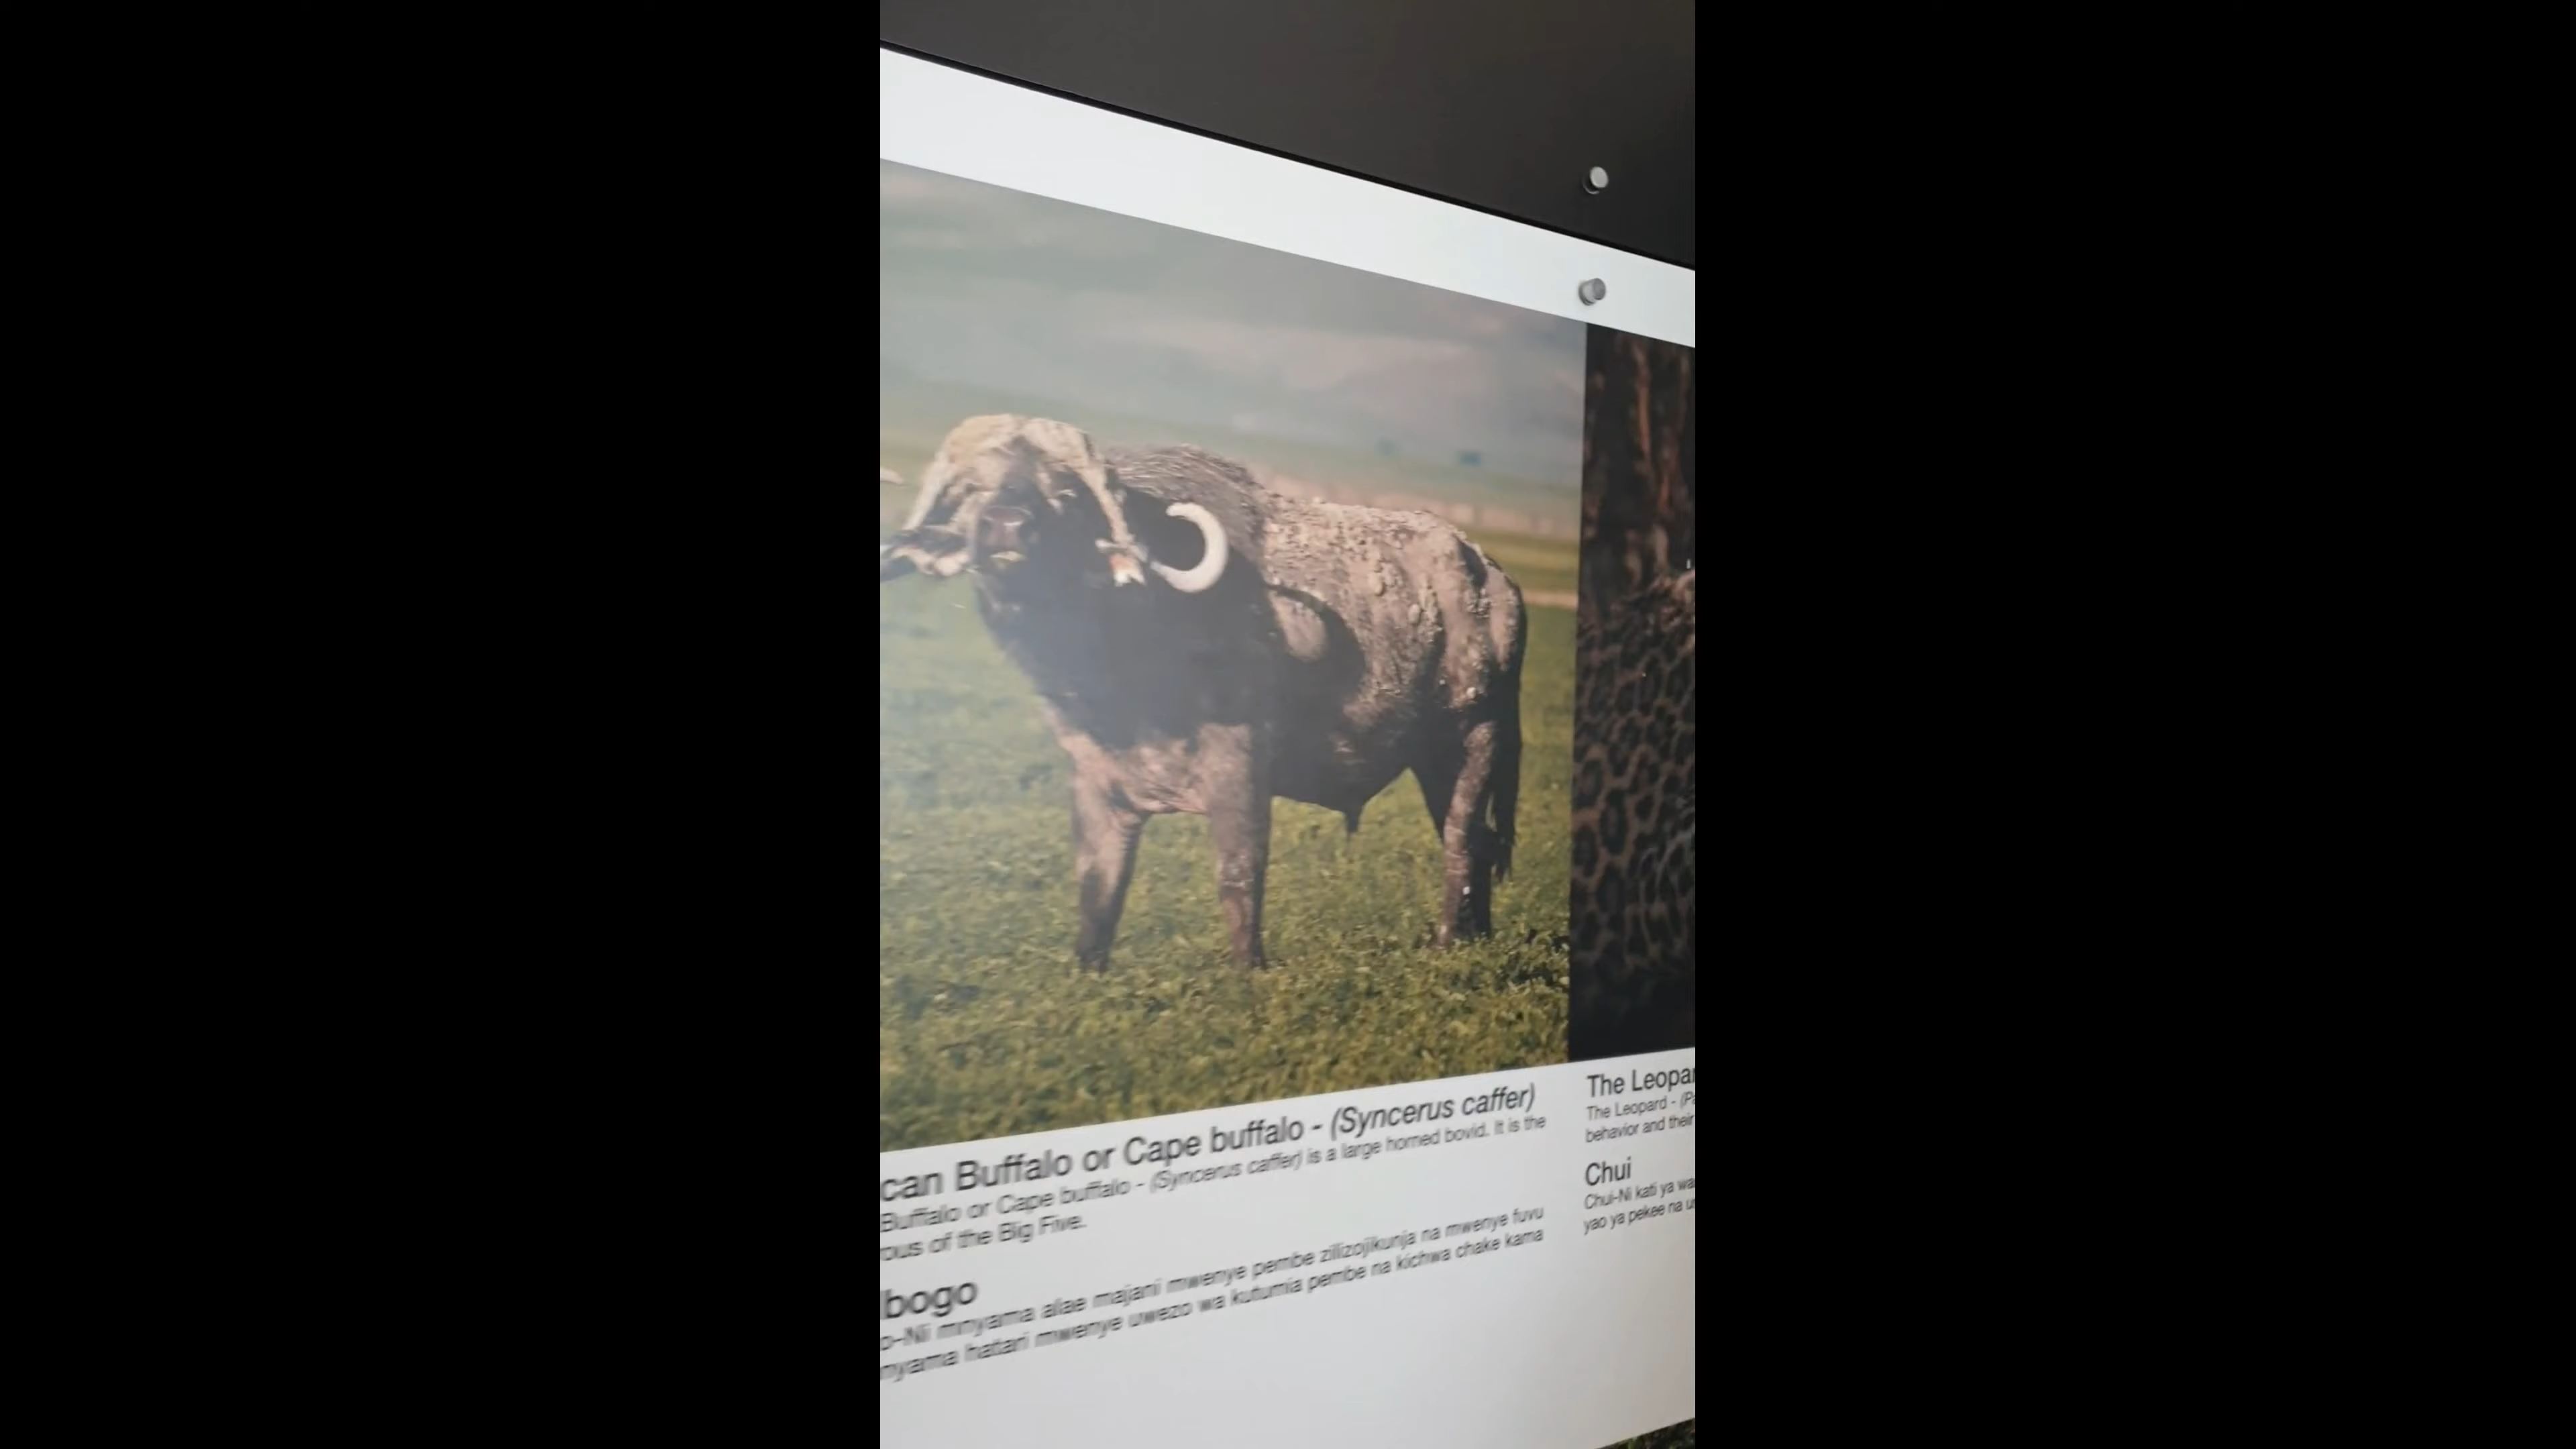 can Buffalo or Cape buffalo - (Syncerus caffer)
Buffalo or Cape buffalo - (Syncerus caffer) is a large horned bovid. It is the
rous of the Big Five.
bogo
o-Ni mnyama alae majani mwenye pembe zilizojikunja na mwenye fuvu
nyama hatari mwenye uwezo wa kutumia pembe na kichwa chake kama
The Leopar
The Leopard - (Pa
behavior and their
Chui
Chui-Ni kati ya wa
yao ya pekee na u